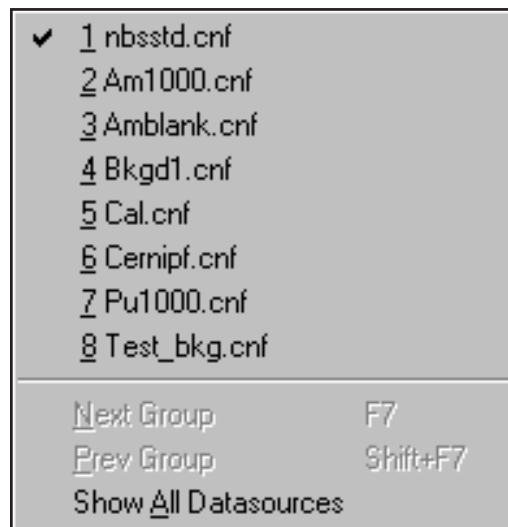 ✔ 1 nbsstd.cnf
2 Am1000.cnf
3 Amblank.cnf
4 Bkgd1.cnf
5 Cal.cnf
6 Cernipf.cnf
7 Pu1000.cnf
8 Test_bkg.cnf
Next Group F7
Prev Group Shift+F7
Show All Datasources